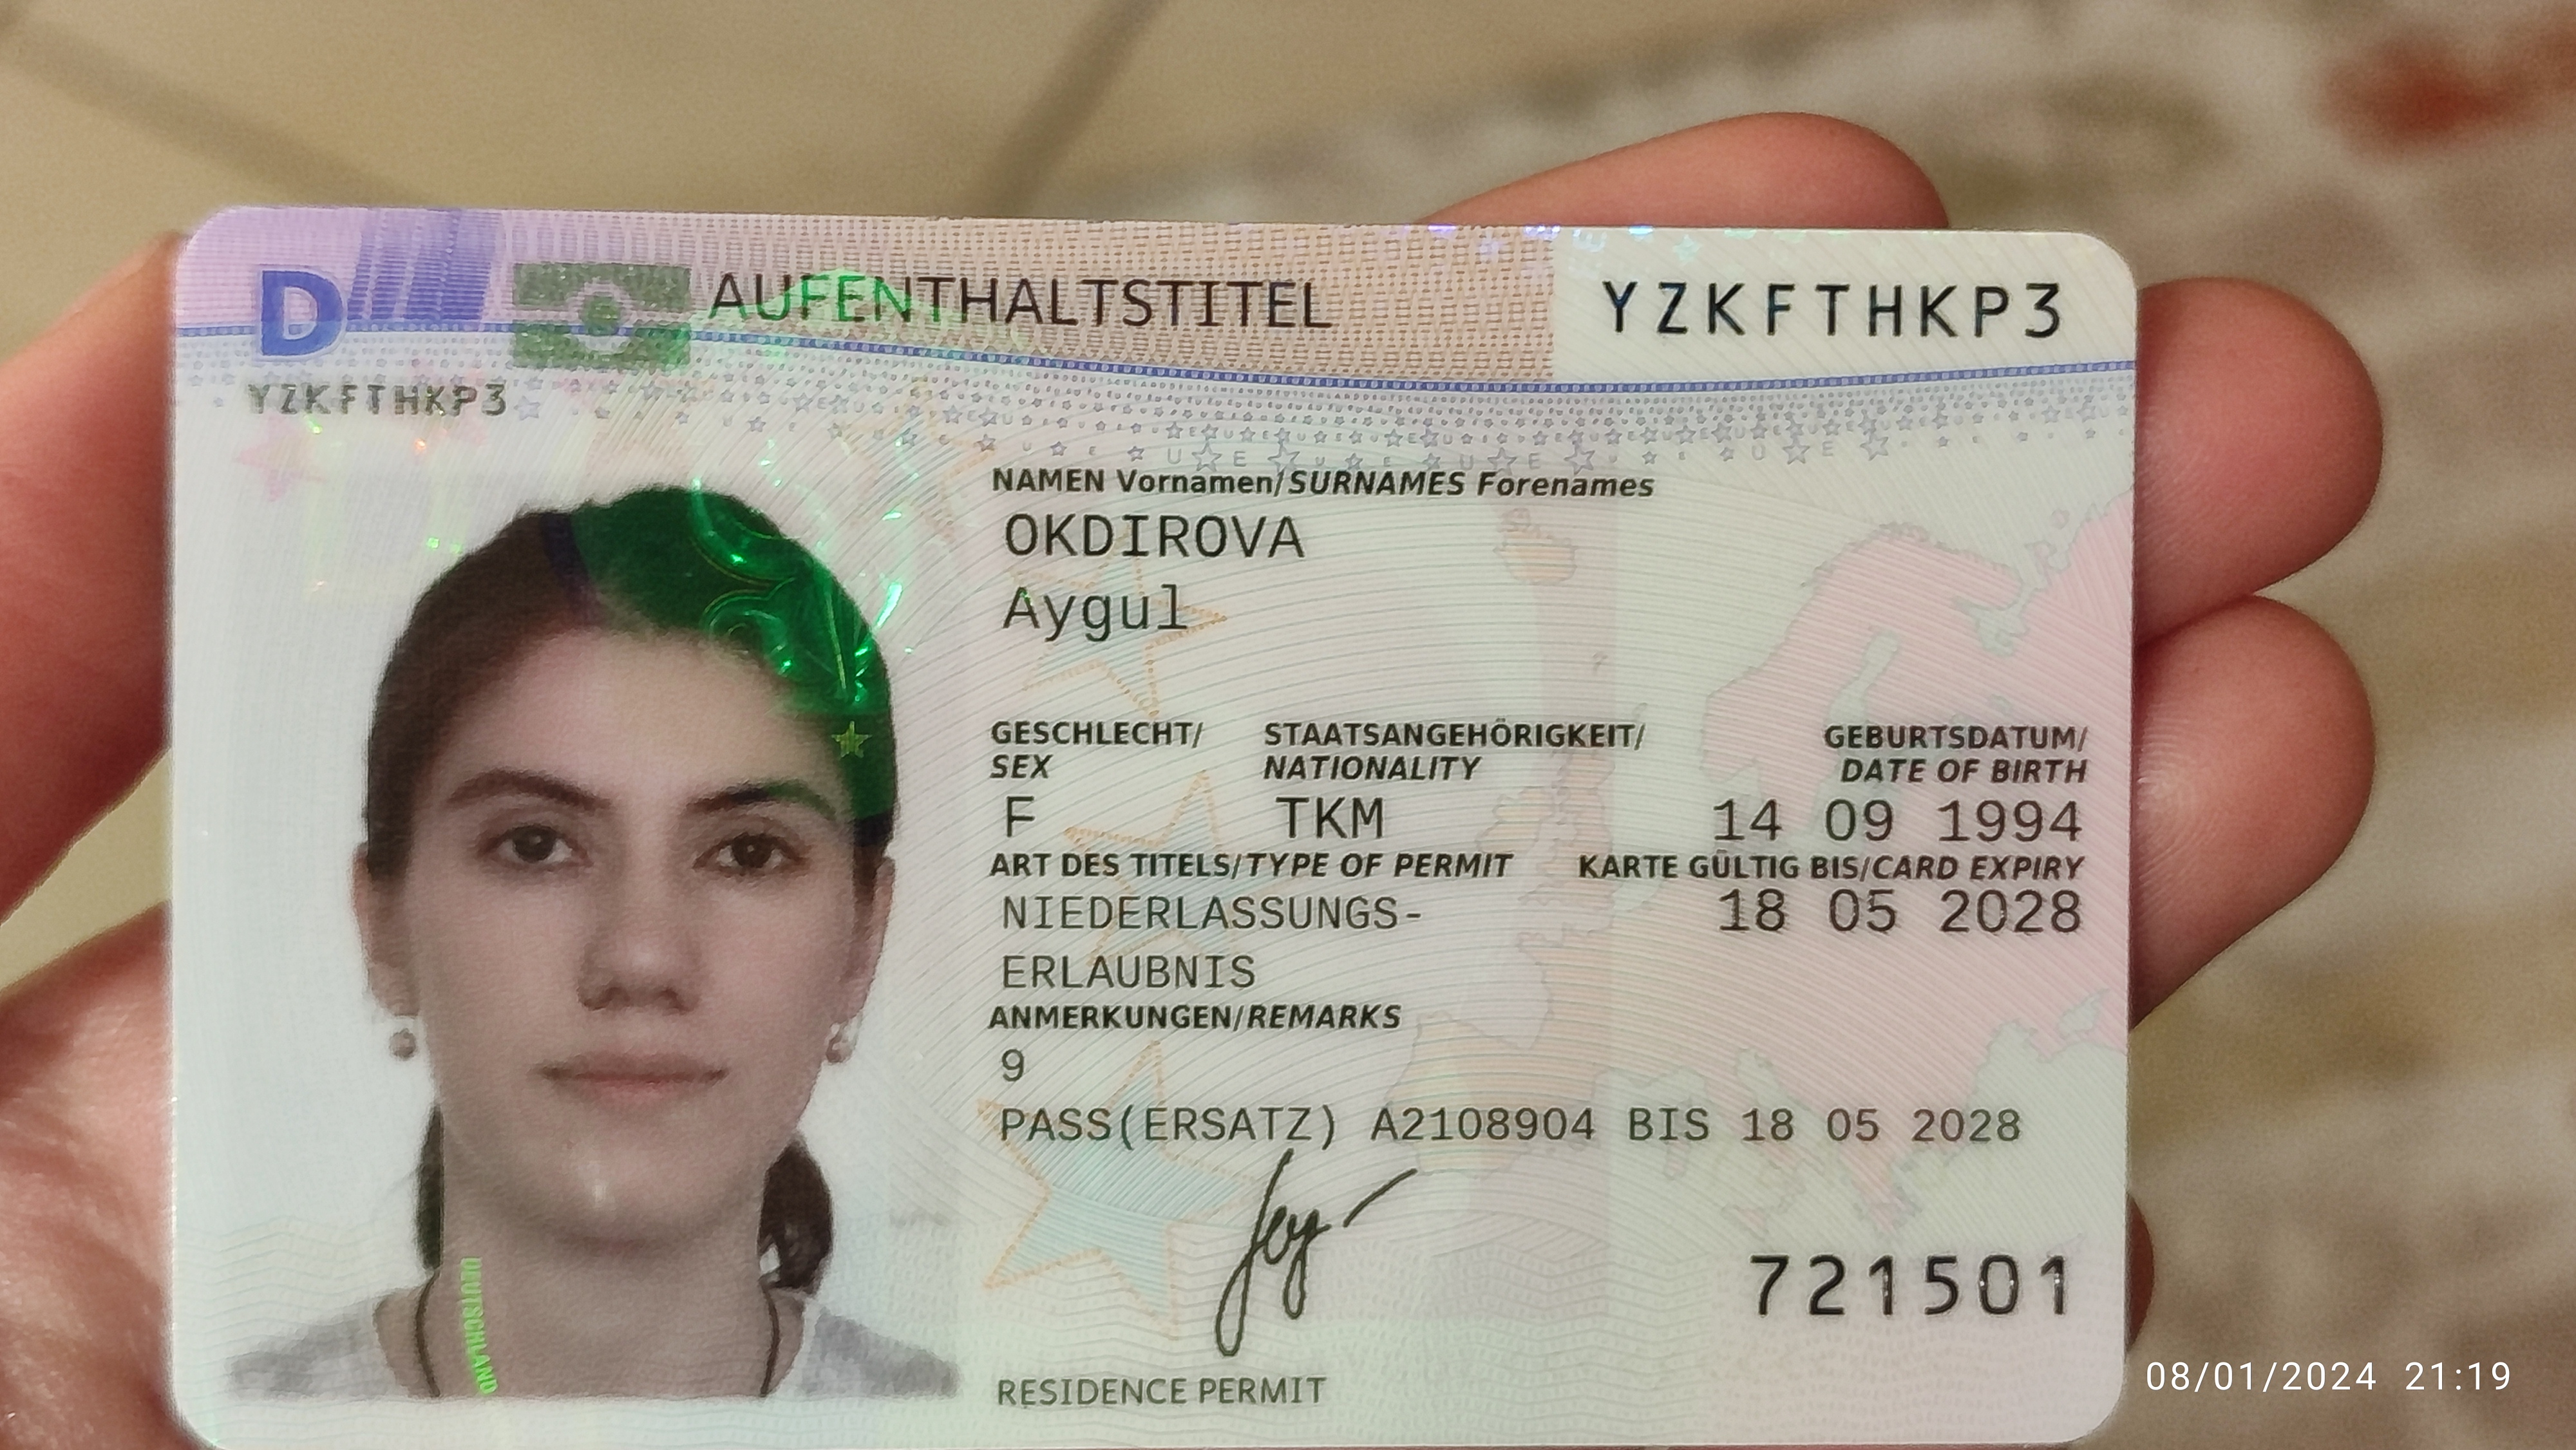 D AUFENTHALTSTITEL YZKFTHKP3
YZKFTHKP3
NAMEN Vornamen/SURNAMES Forenames
OKDIROVA
Aygul
GESCHLECHT/ STAATSANGEHÖRIGKEIT/ GEBURTSDATUM/
SEX NATIONALITY DATE OF BIRTH
F TKM 14 09 1994
ART DES TITELS/TYPE OF PERMIT KARTE GÜLTIG BIS/CARD EXPIRY
NIEDERLASSUNGS- 18 05 2028
ERLAUBNIS
ANMERKUNGEN/REMARKS
9
PASS(ERSATZ) A2108904 BIS 18 05 2028
DEUTSCHLAND
721501
RESIDENCE PERMIT
08/01/2024 21:19